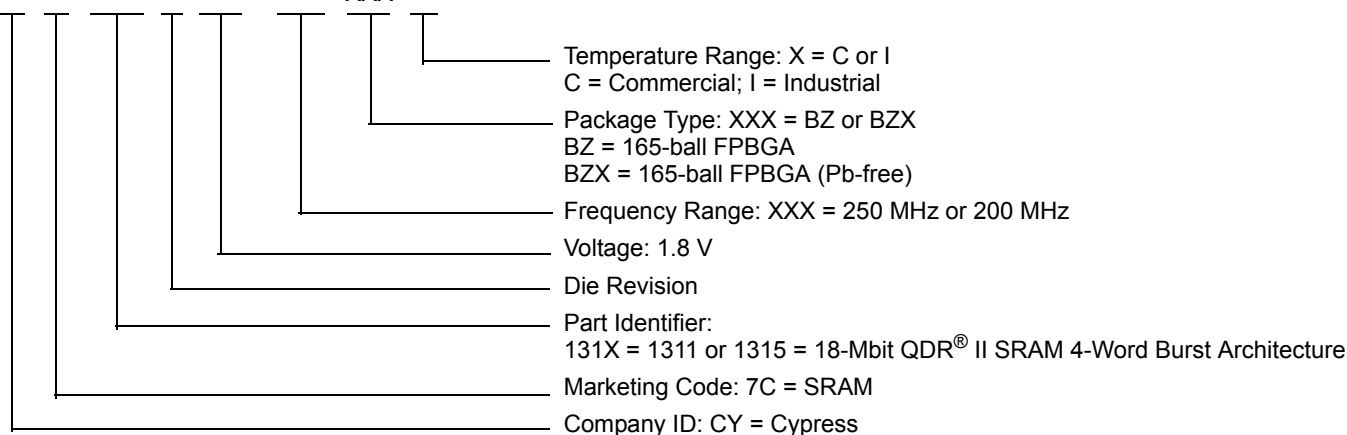 Temperature Range: X = C or I
C = Commercial; I = Industrial
Package Type: XXX = BZ or BZX
BZ = 165-ball FPBGA
BZX = 165-ball FPBGA (Pb-free)
Frequency Range: XXX = 250 MHz or 200 MHz
Voltage: 1.8 V
Die Revision
Part Identifier:
131X = 1311 or 1315 = 18-Mbit QDR® II SRAM 4-Word Burst Architecture
Marketing Code: 7C = SRAM
Company ID: CY = Cypress